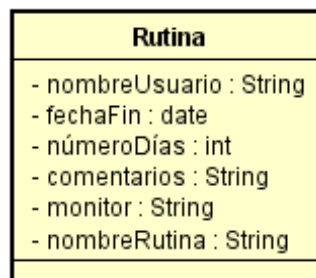 Rutina
- nombreUsuario : String
- fechaFin : date
- númeroDías : int
- comentarios : String
- monitor : String
- nombreRutina : String